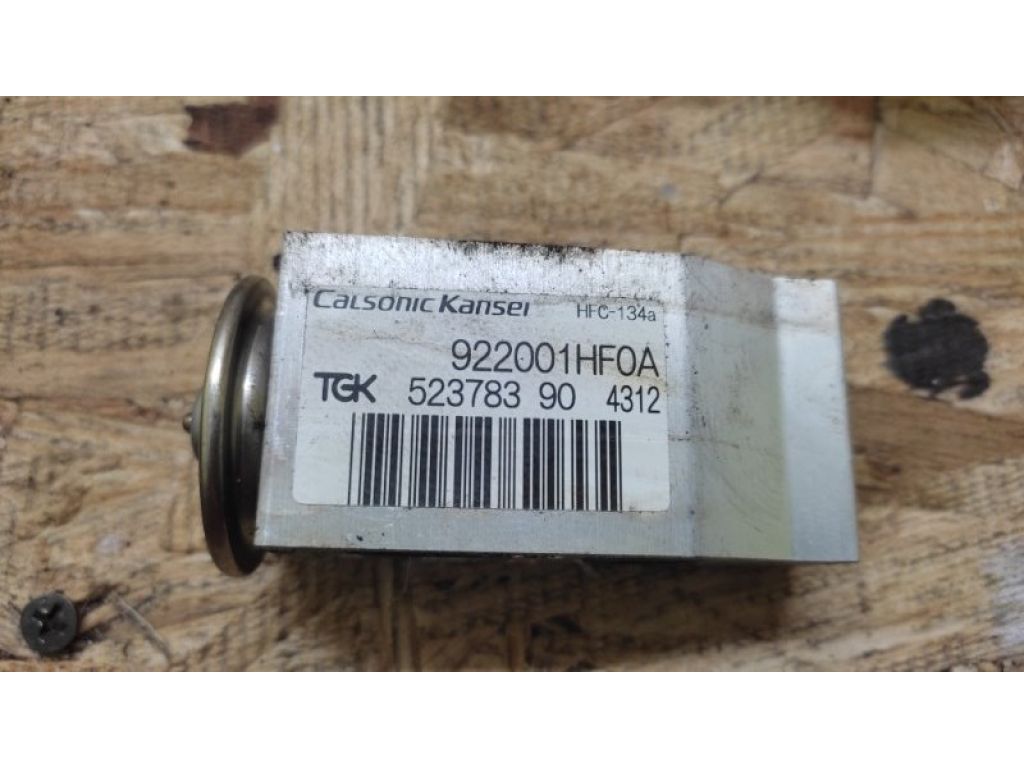 Calsonic Kansei HFC-134a
922001HF0A
TGK 523783 90 4312